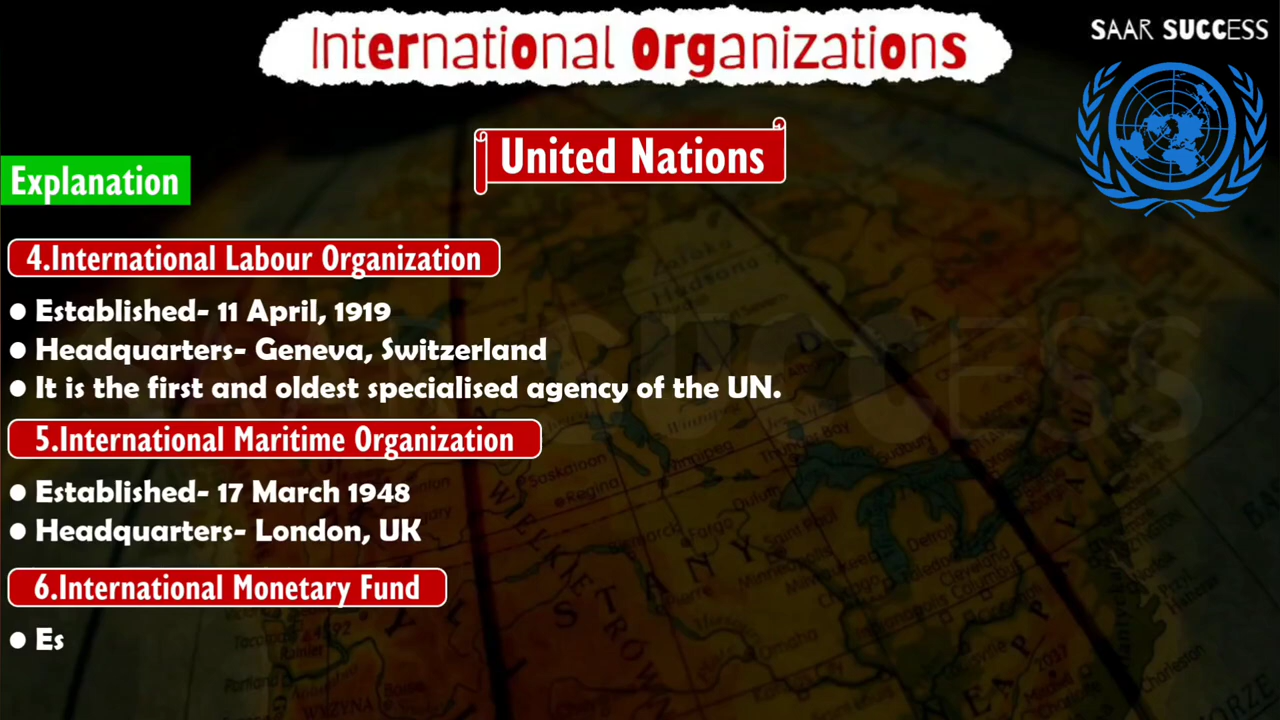 International Organizations
SAAR SUCCESS
United Nations
Explanation
4.International Labour Organization
• Established- 11 April, 1919
• Headquarters- Geneva, Switzerland
• It is the first and oldest specialised agency of the UN.
5.International Maritime Organization
• Established- 17 March 1948
• Headquarters- London, UK
6.International Monetary Fund
• Es